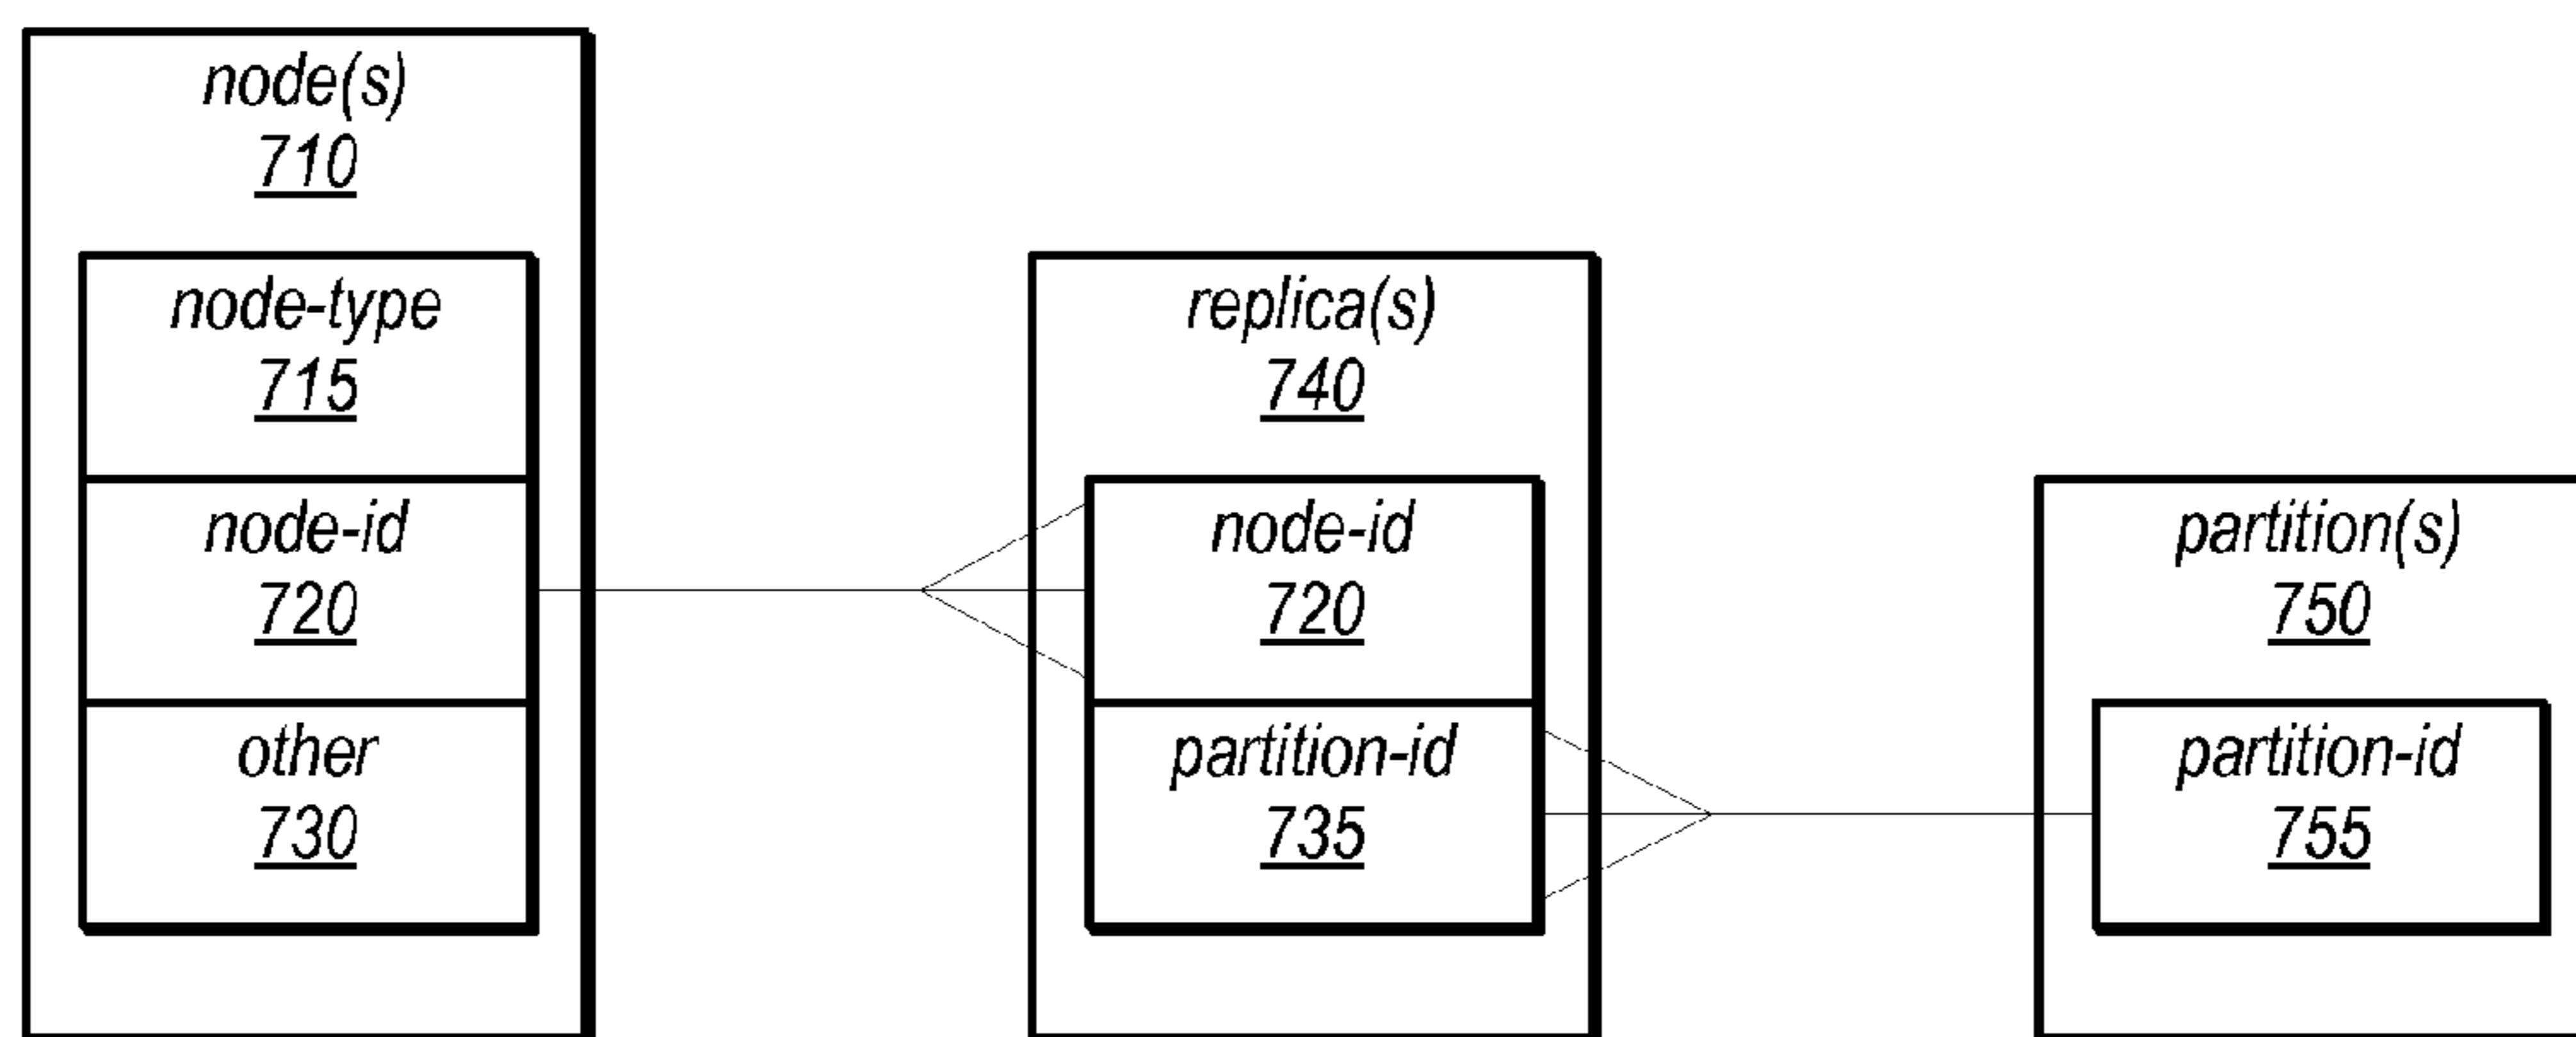 node(s)
710
node-type
715
node-id
720
other
730
replica(s)
740
node-id
720
partition-id
735
partition(s)
750
partition-id
755